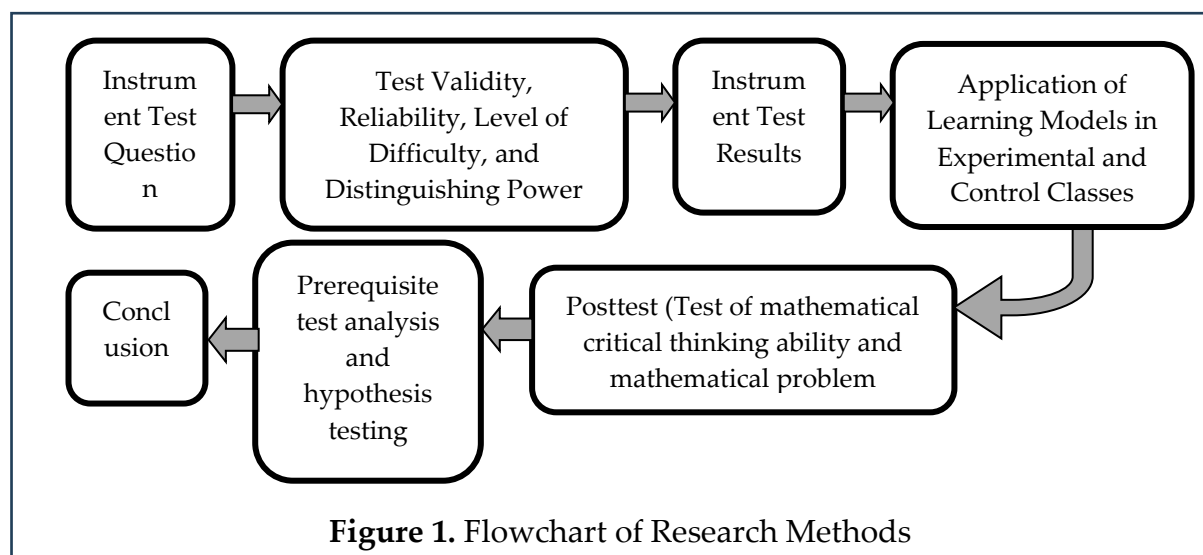 Instrum
ent Test
Questio
n
Test Validity,
Reliability, Level of
Difficulty, and
Distinguishing Power
Instrum
ent Test
Results
Application of
Learning Models in
Experimental and
Control Classes
Posttest (Test of mathematical
critical thinking ability and
mathematical problem
Prerequisite
test analysis
and
hypothesis
testing
Concl
usion
Figure 1. Flowchart of Research Methods